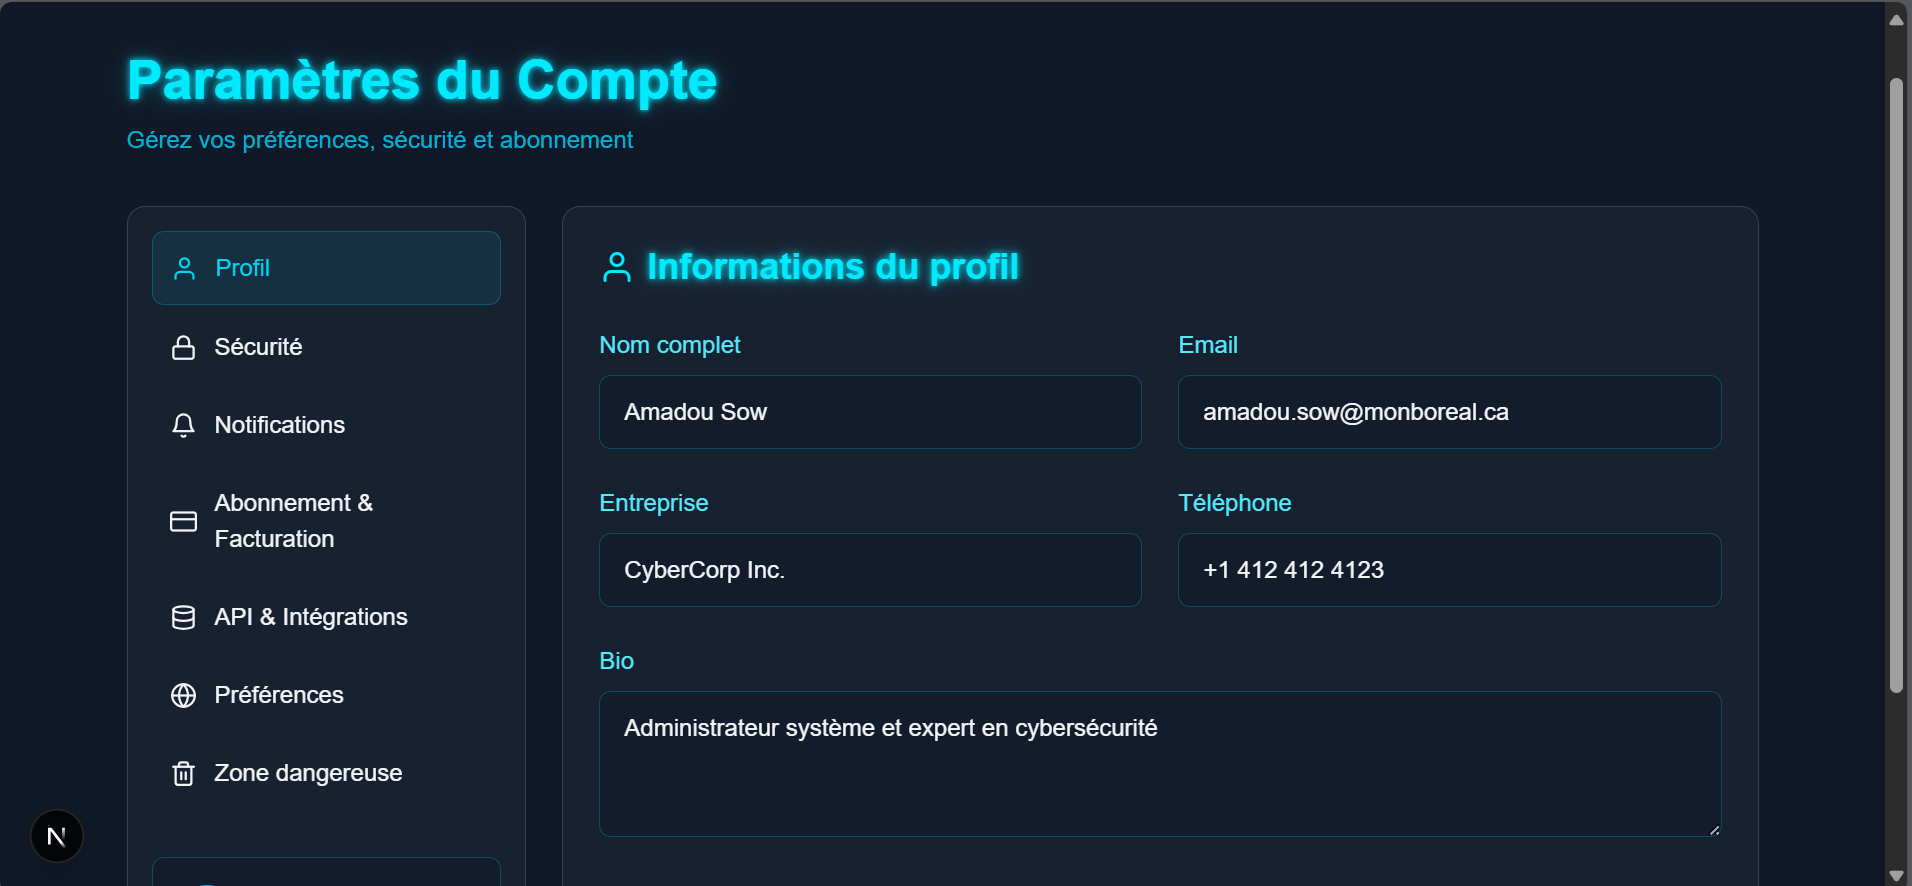 Paramètres du Compte
Gérez vos préférences, sécurité et abonnement
Profil
Sécurité
Notifications
Abonnement &
Facturation
API & Intégrations
Préférences
Zone dangereuse
Informations du profil
Nom complet
Amadou Sow
Email
amadou.sow@monboreal.ca
Entreprise
CyberCorp Inc.
Téléphone
+1 412 412 4123
Bio
Administrateur système et expert en cybersécurité
N